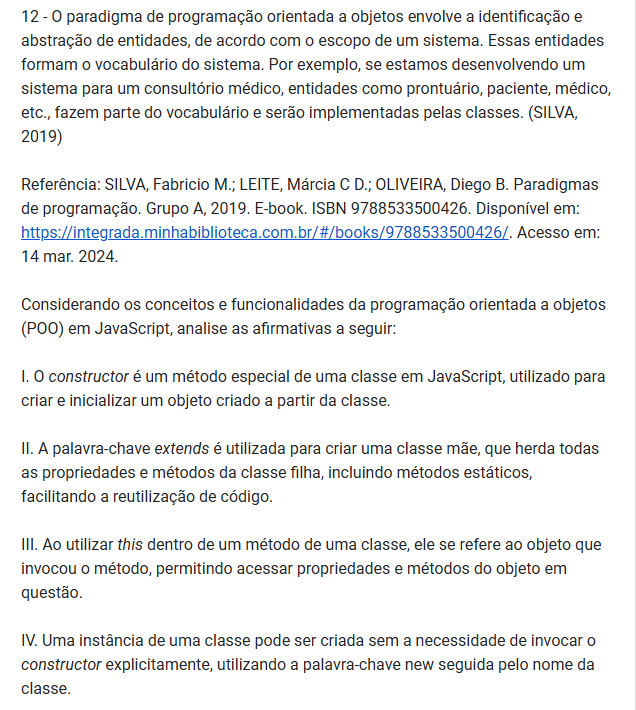 12 - O paradigma de programação orientada a objetos envolve a identificação e
abstração de entidades, de acordo com o escopo de um sistema. Essas entidades
formam o vocabulário do sistema. Por exemplo, se estamos desenvolvendo um
sistema para um consultório médico, entidades como prontuário, paciente, médico,
etc., fazem parte do vocabulário e serão implementadas pelas classes. (SILVA,
2019)
Referência: SILVA, Fabricio M.; LEITE, Márcia C D.; OLIVEIRA, Diego B. Paradigmas
de programação. Grupo A, 2019. E-book. ISBN 9788533500426. Disponível em:
https://integrada.minhabiblioteca.com.br/#/books/9788533500426/. Acesso em:
14 mar. 2024.
Considerando os conceitos e funcionalidades da programação orientada a objetos
(POO) em JavaScript, analise as afirmativas a seguir:
I. O constructor é um método especial de uma classe em JavaScript, utilizado para
criar e inicializar um objeto criado a partir da classe.
II. A palavra-chave extends é utilizada para criar uma classe mãe, que herda todas
as propriedades e métodos da classe filha, incluindo métodos estáticos,
facilitando a reutilização de código.
III. Ao utilizar this dentro de um método de uma classe, ele se refere ao objeto que
invocou o método, permitindo acessar propriedades e métodos do objeto em
questão.
IV. Uma instância de uma classe pode ser criada sem a necessidade de invocar o
constructor explicitamente, utilizando a palavra-chave new seguida pelo nome da
classe.